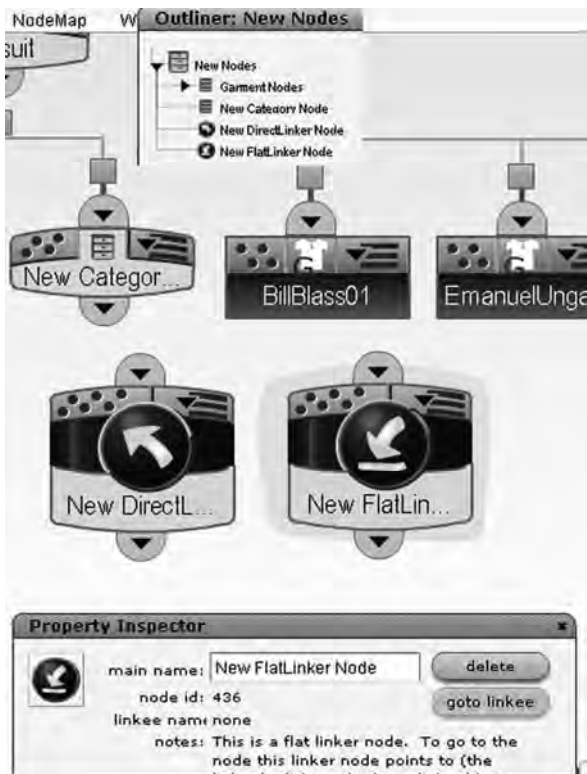 NodeMap W
Outliner: New Nodes
suit
New Nodes
Garment Nodes
New Category Node
New DirectLinker Node
New FlatLinker Node
New Categor...
G
BillBlass01
G
EmanuelUnga
New DirectL...
New FlatLin...
Property Inspector
main name: New FlatLinker Node
delete
node id: 436
goto linkee
linkee name none
notes: This is a flat linker node. To go to the
node this linker node points to (the